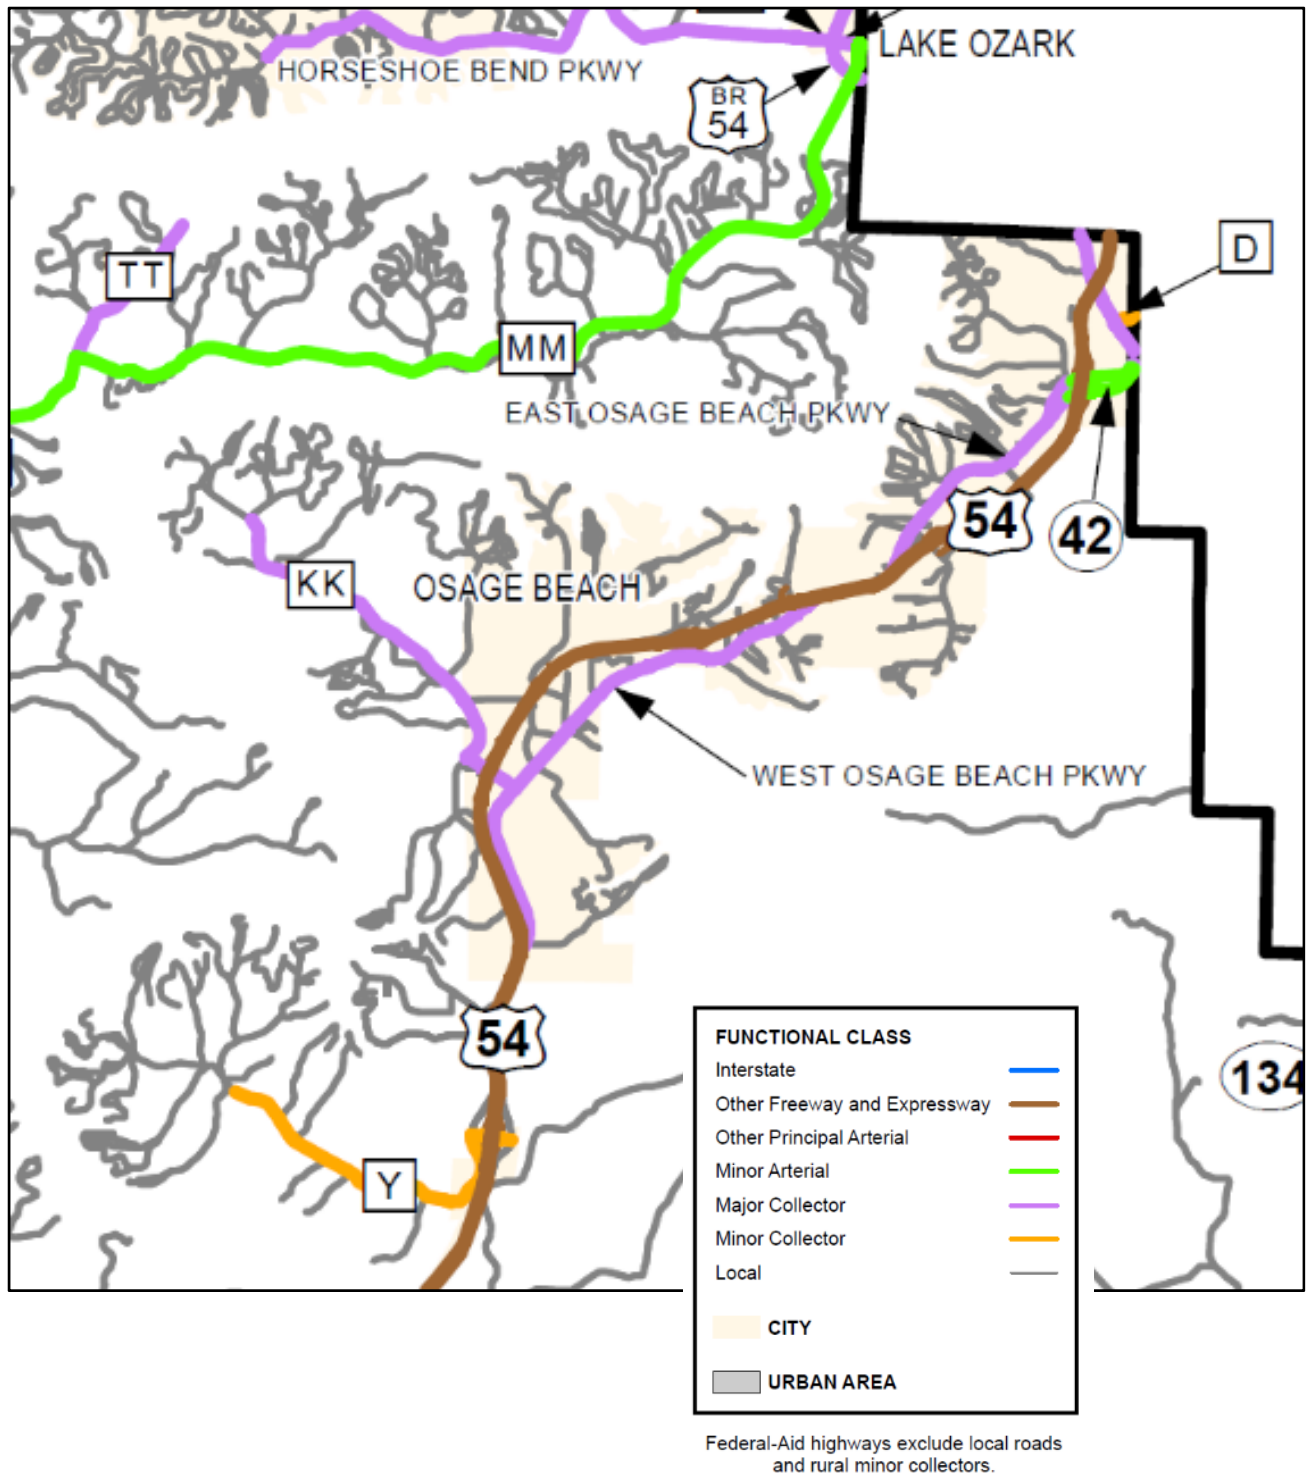 LAKE OZARK
HORSESHOE BEND PKWY
BR
54
D
TT
MM
EAST OSAGE BEACH PKWY
54
42
KK
OSAGE BEACH
WEST OSAGE BEACH PKWY
54
134
Y
FUNCTIONAL CLASS
Interstate
Other Freeway and Expressway
Other Principal Arterial
Minor Arterial
Major Collector
Minor Collector
Local
CITY
URBAN AREA
Federal-Aid highways exclude local roads
and rural minor collectors.